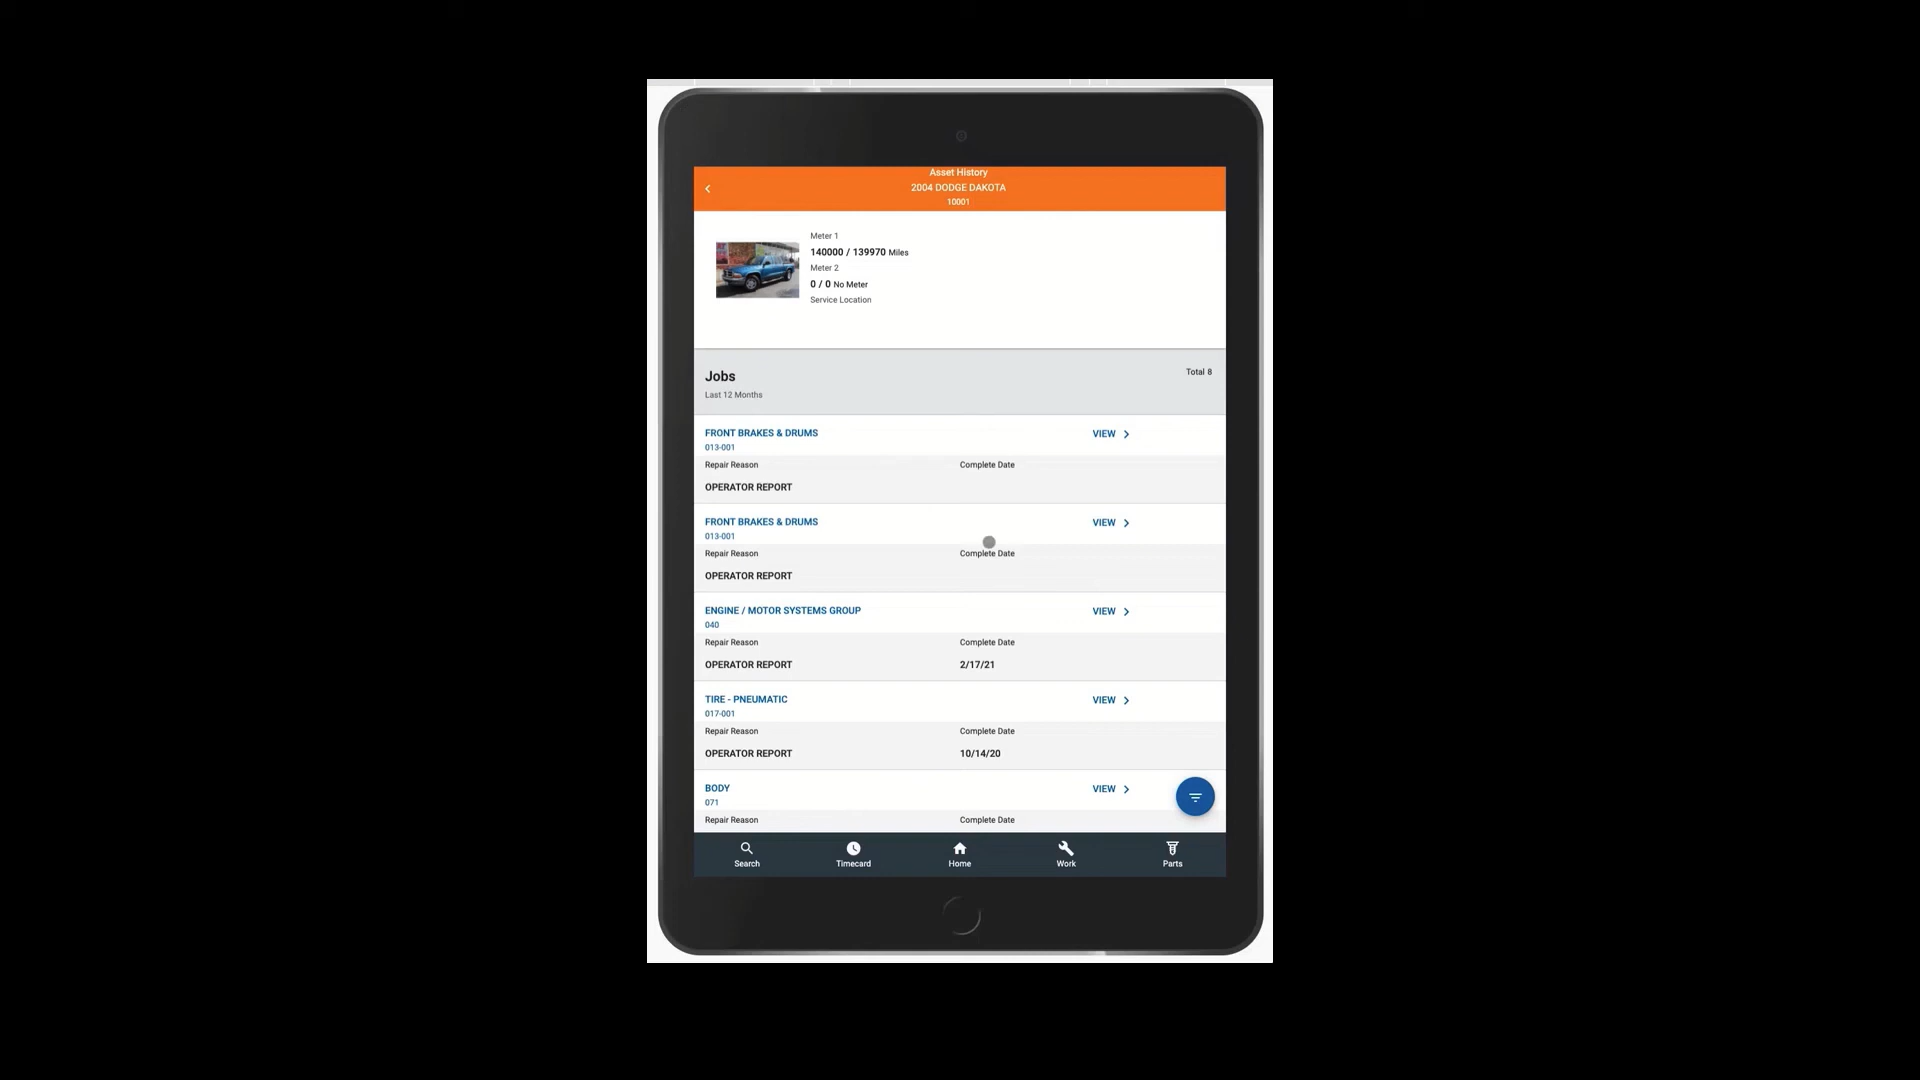 Asset History
2004 DODGE DAKOTA
10001
Meter 1
140000 / 139970 Miles
Meter 2
0 / 0 No Meter
Service Location
Jobs
Total 8
Last 12 Months
FRONT BRAKES & DRUMS
VIEW
013-001
Repair Reason
Complete Date
OPERATOR REPORT
FRONT BRAKES & DRUMS
VIEW
013-001
Repair Reason
Complete Date
OPERATOR REPORT
ENGINE / MOTOR SYSTEMS GROUP
VIEW
040
Repair Reason
Complete Date
OPERATOR REPORT
2/17/21
TIRE - PNEUMATIC
VIEW
017-001
Repair Reason
Complete Date
OPERATOR REPORT
10/14/20
BODY
VIEW
071
Repair Reason
Complete Date
Search
Timecard
Home
Work
Parts